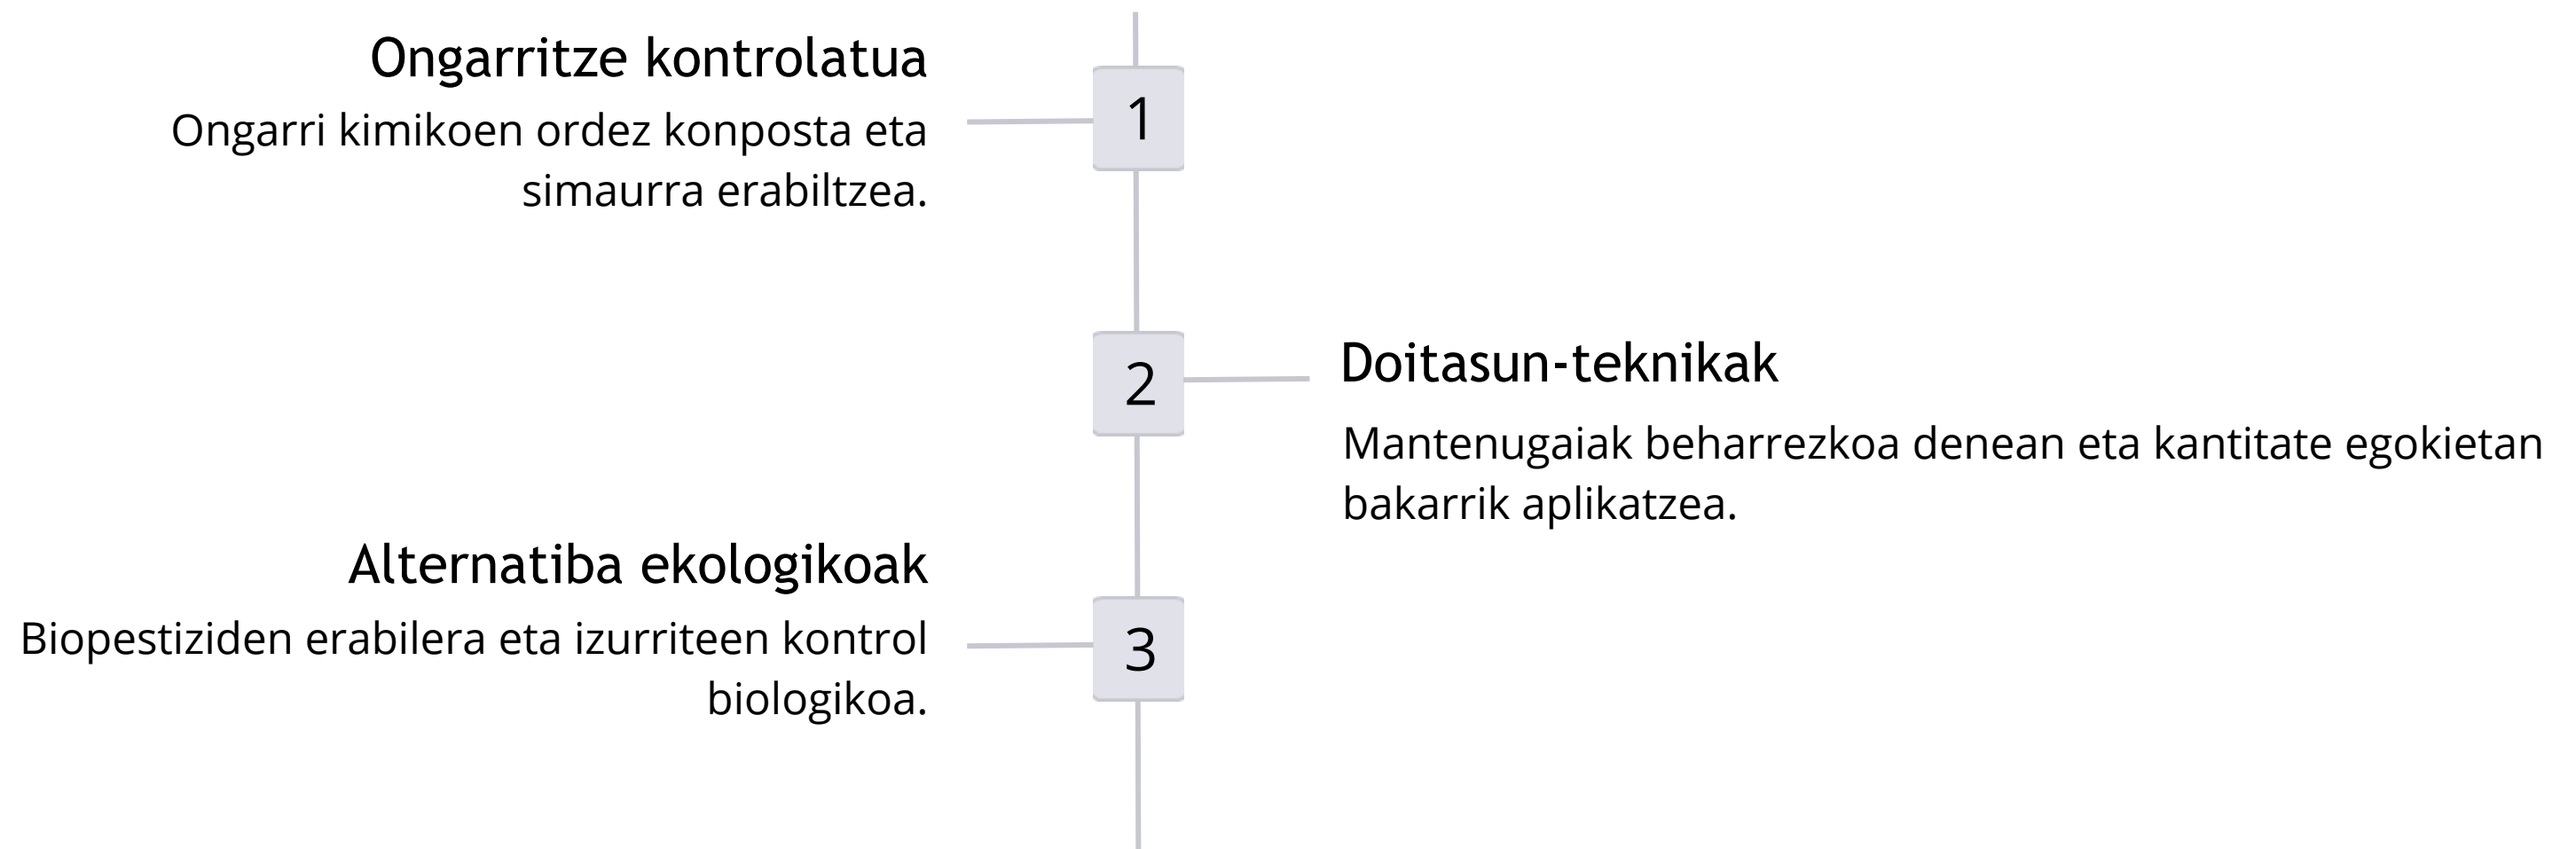 Ongarritze kontrolatua
Ongarri kimikoen ordez konposta eta
simaurra erabiltzea.
1
2
Doitasun-teknikak
Mantenugaiak beharrezkoa denean eta kantitate egokietan
bakarrik aplikatzea.
Alternatiba ekologikoak
Biopestiziden erabilera eta izurriteen kontrol
biologikoa.
3